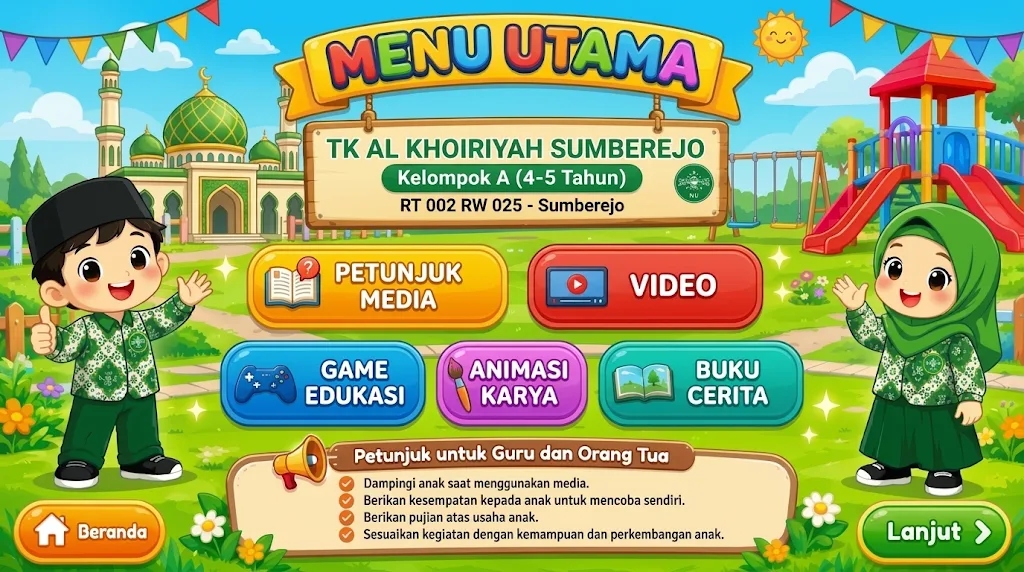 MENU UTAMA
TK AL KHOIRIYAH SUMBEREJO
Kelompok A (4-5 Tahun)
RT 002 RW 025 - Sumberejo
NU
PETUNJUK
MEDIA
VIDEO
GAME
EDUKASI
ANIMASI
KARYA
BUKU
CERITA
Petunjuk untuk Guru dan Orang Tua
Dampingi anak saat menggunakan media.
Berikan kesempatan kepada anak untuk mencoba sendiri.
Berikan pujian atas usaha anak.
Sesuaikan kegiatan dengan kemampuan dan perkembangan anak.
Beranda
Lanjut